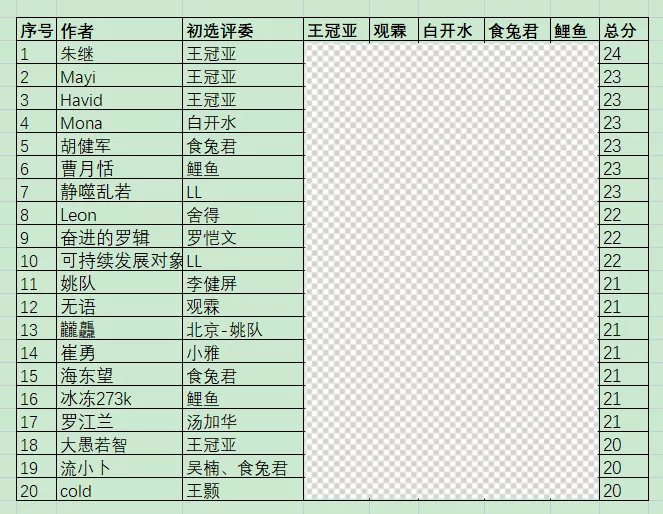 序号 作者 初选评委 王冠亚 观霖 白开水 食兔君 鲤鱼 总分
1 朱继 王冠亚 24
2 Mayi 王冠亚 23
3 Havid 王冠亚 23
4 Mona 白开水 23
5 胡健军 食兔君 23
6 曹月恬 鲤鱼 23
7 静噬乱若 LL 23
8 Leon 舍得 22
9 奋进的罗辑 罗恺文 22
10 可持续发展对象 LL 22
11 姚队 李健屏 21
12 无语 观霖 21
13 北京-姚队 21
14 崔勇 小雅 21
15 海东望 食兔君 21
16 冰冻273k 鲤鱼 21
17 罗江兰 汤加华 21
18 大愚若智 王冠亚 20
19 流小卜 吴楠、食兔君 20
20 cold 王颢 20